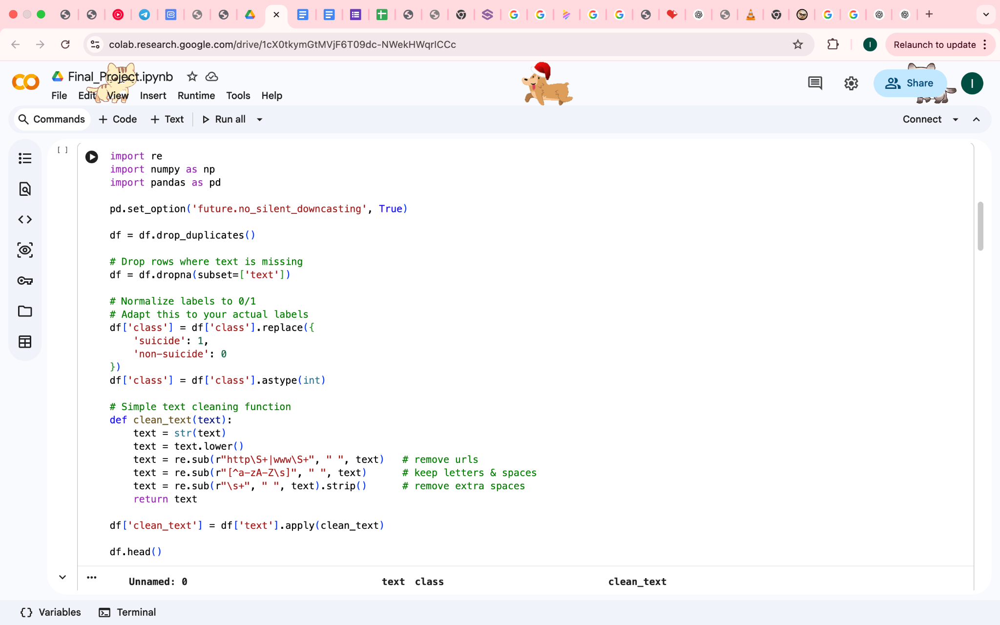 colab.research.google.com/drive/1cX0tkymGtMVjF6T09dc-NWekHWqrICCc
Relaunch to update
Final_Project.ipynb
File Edit View Insert Runtime Tools Help
Share
I
I
Commands + Code + Text Run all
Connect
[ ]
import re
import numpy as np
import pandas as pd
pd.set_option('future.no_silent_downcasting', True)
df = df.drop_duplicates()
# Drop rows where text is missing
df = df.dropna(subset=['text'])
# Normalize labels to 0/1
# Adapt this to your actual labels
df['class'] = df['class'].replace({
    'suicide': 1,
    'non-suicide': 0
})
df['class'] = df['class'].astype(int)
# Simple text cleaning function
def clean_text(text):
    text = str(text)
    text = text.lower()
    text = re.sub(r"http\S+|www\S+", " ", text)   # remove urls
    text = re.sub(r"[^a-zA-Z\s]", " ", text)      # keep letters & spaces
    text = re.sub(r"\s+", " ", text).strip()      # remove extra spaces
    return text
df['clean_text'] = df['text'].apply(clean_text)
df.head()
Unnamed: 0 text class clean_text
Variables Terminal